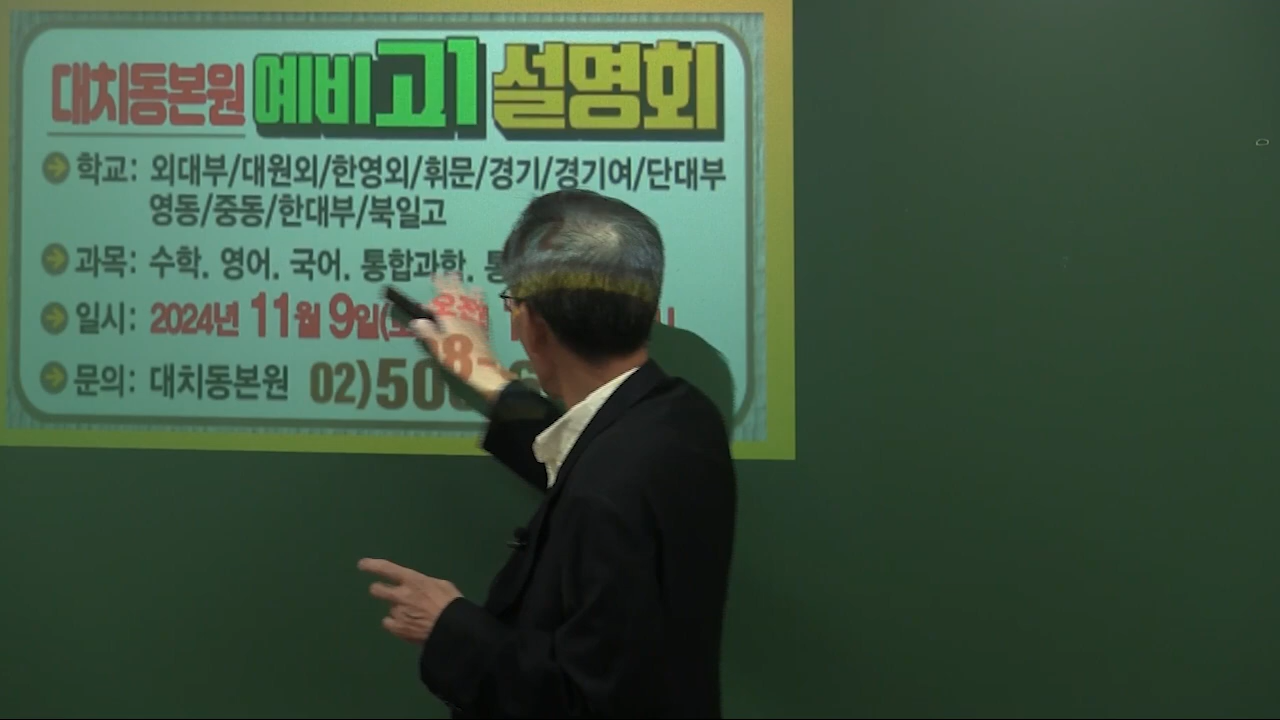 대치동본원 예비고1 설명회
학교: 외대부/대원외/한영외/휘문/경기/경기여/단대부
영동/중동/한대부/북일고
과목: 수학. 영어. 국어. 통합과학.
일시: 2024년 11월 9일(토 오전
문의: 대치동본원 02)50